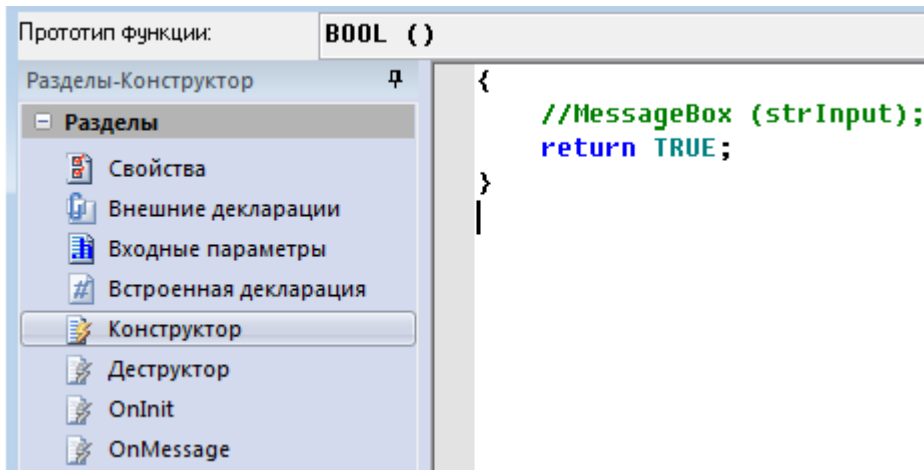 Прототип функции: BOOL ()
Разделы-Конструктор
Разделы
Свойства
Внешние декларации
Входные параметры
Встроенная декларация
Конструктор
Деструктор
OnInit
OnMessage
{
//MessageBox (strInput);
return TRUE;
}